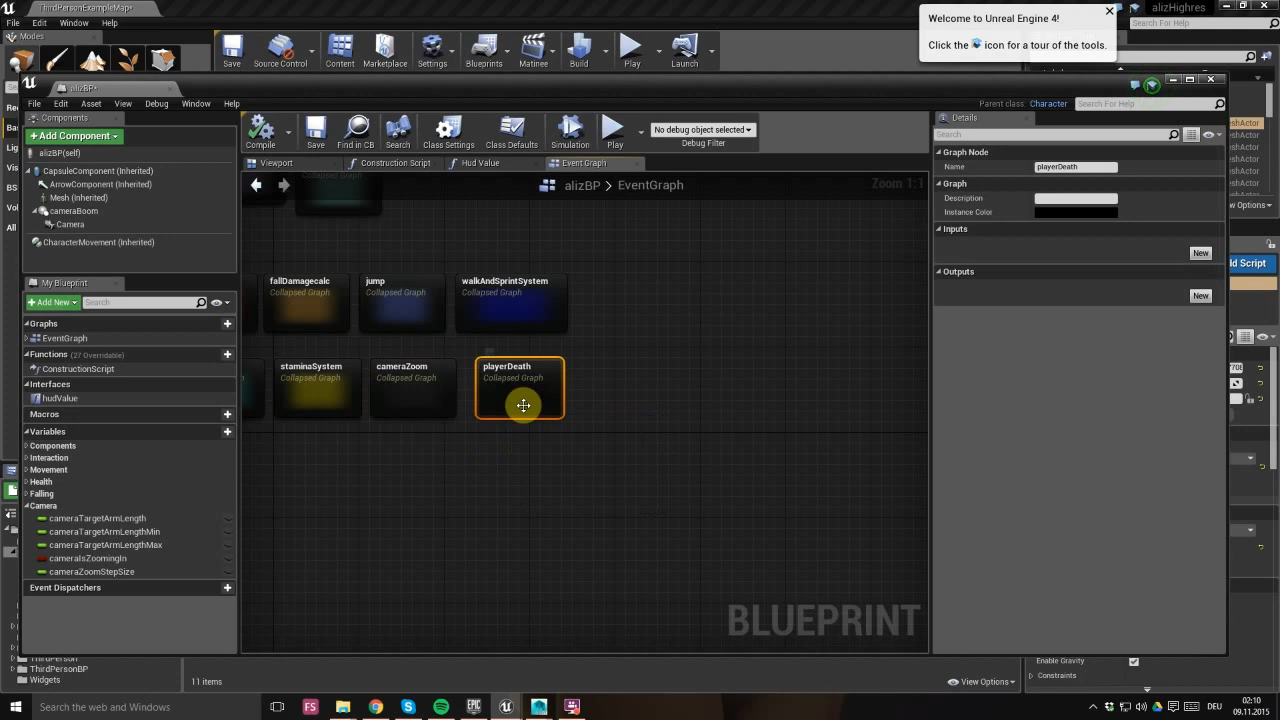 ThirdPersonExampleMap*
alizHighres
File Edit Window Help
Search For Help
Modes
Save Source Control Content Marketplace Settings Blueprints Matinee Build Play Launch
Welcome to Unreal Engine 4!
Click the icon for a tour of the tools.
alizBP*
File Edit Asset View Debug Window Help
Parent class: Character
Search For Help
Components
+Add Component
alizBP(self)
CapsuleComponent (Inherited)
ArrowComponent (Inherited)
Mesh (Inherited)
cameraBoom
Camera
CharacterMovement (Inherited)
Compile Save Find in CB Search Class Settings Class Defaults Simulation Play
No debug object selected
Debug Filter
Viewport Construction Script Hud Value Event Graph
alizBP > EventGraph
Zoom 1:1
Collapsed Graph
fallDamagecalc
Collapsed Graph
jump
Collapsed Graph
walkAndSprintSystem
Collapsed Graph
staminaSystem
Collapsed Graph
cameraZoom
Collapsed Graph
playerDeath
Collapsed Graph
BLUEPRINT
My Blueprint
+Add New
Search
Graphs
EventGraph
Functions (27 Overridable)
ConstructionScript
Interfaces
hudValue
Macros
Variables
Components
Interaction
Movement
Health
Falling
Camera
cameraTargetArmLength
cameraTargetArmLengthMin
cameraTargetArmLengthMax
cameraIsZoomingIn
cameraZoomStepSize
Event Dispatchers
Details
Search
Graph Node
Name playerDeath
Graph
Description
Instance Color
Inputs
New
Outputs
New
ThirdPersonBP
Widgets
11 items
View Options
Enable Gravity
Constraints
Search the web and Windows
DEU
02:10
09.11.2015